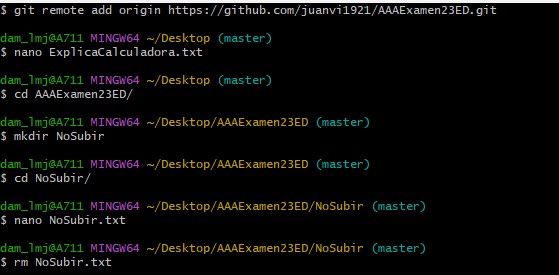 $ git remote add origin https://github.com/juanvi1921/AAAExamen23ED.git
dam_lmj@A711 MINGW64 ~/Desktop (master)
$ nano ExplicaCalculadora.txt
dam_lmj@A711 MINGW64 ~/Desktop (master)
$ cd AAAExamen23ED/
dam_lmj@A711 MINGW64 ~/Desktop/AAAExamen23ED (master)
$ mkdir NoSubir
dam_lmj@A711 MINGW64 ~/Desktop/AAAExamen23ED (master)
$ cd NoSubir/
dam_lmj@A711 MINGW64 ~/Desktop/AAAExamen23ED/NoSubir (master)
$ nano NoSubir.txt
dam_lmj@A711 MINGW64 ~/Desktop/AAAExamen23ED/NoSubir (master)
$ rm NoSubir.txt